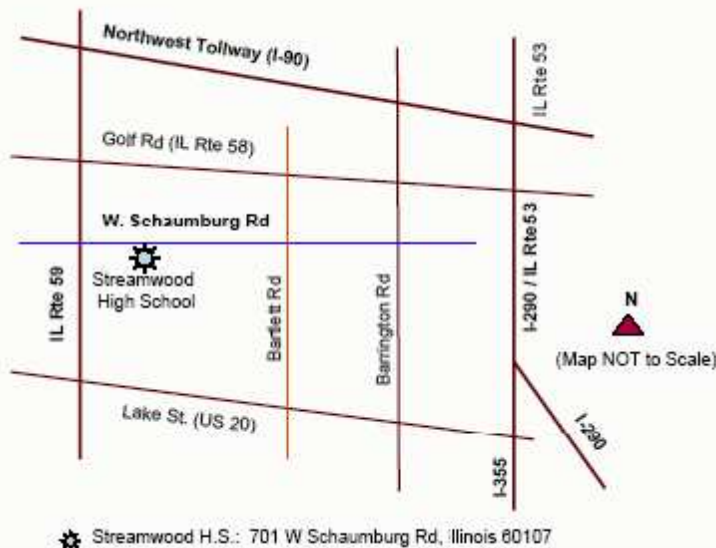 Northwest Tollway (I-90)
IL Rte 53
Golf Rd (IL Rte 58)
W. Schaumburg Rd
Streamwood
High School
IL Rte 59
Bartlett Rd
Barrington Rd
I-290 / IL Rte53
N
(Map NOT to Scale)
Lake St. (US 20)
I-290
I-355
Streamwood H.S.: 701 W Schaumburg Rd, Illinois 60107